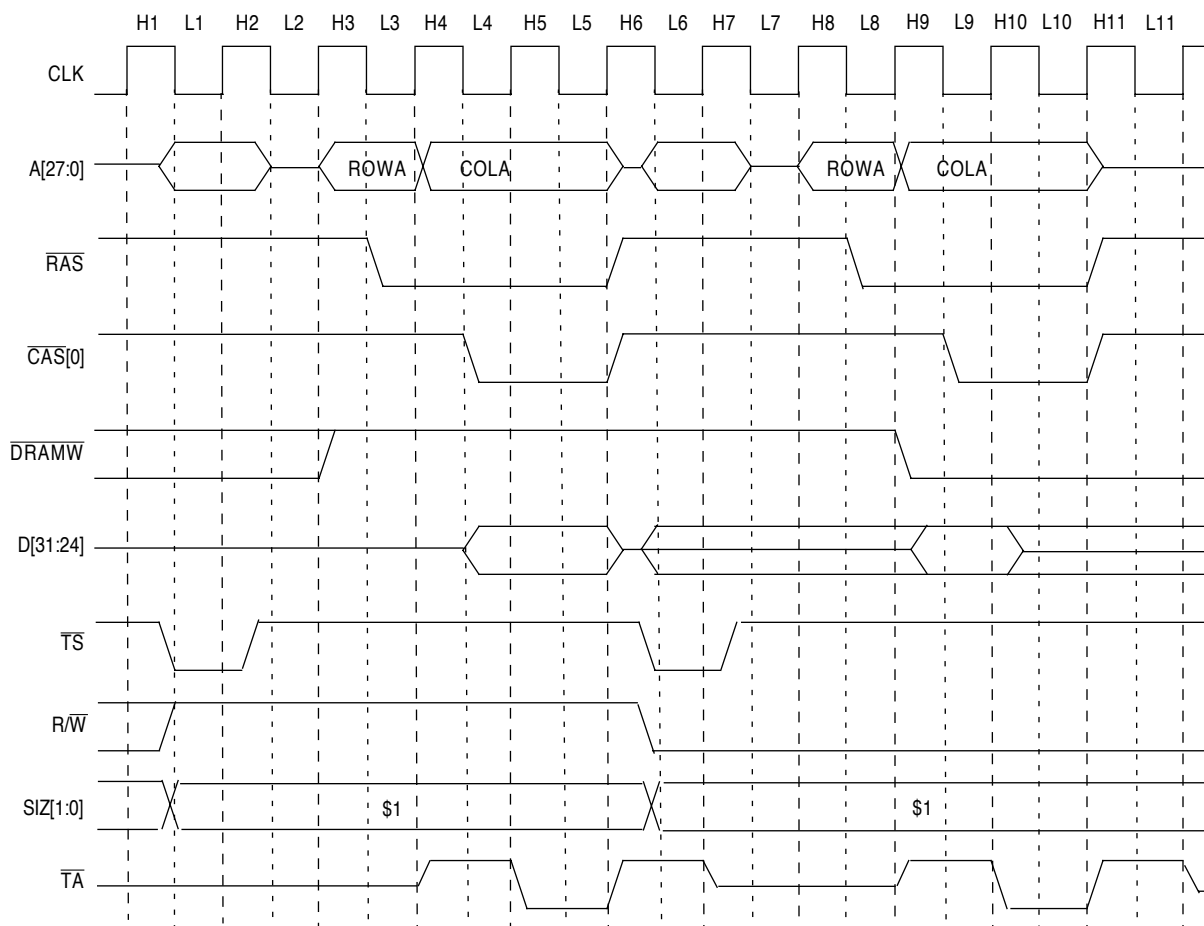 H1 L1 H2 L2 H3 L3 H4 L4 H5 L5 H6 L6 H7 L7 H8 L8 H9 L9 H10 L10 H11 L11
CLK
A[27:0] ROWA COLA ROWA COLA
RAS
CAS[0]
DRAMW
D[31:24]
TS
R/W
SIZ[1:0] $1 $1
TA